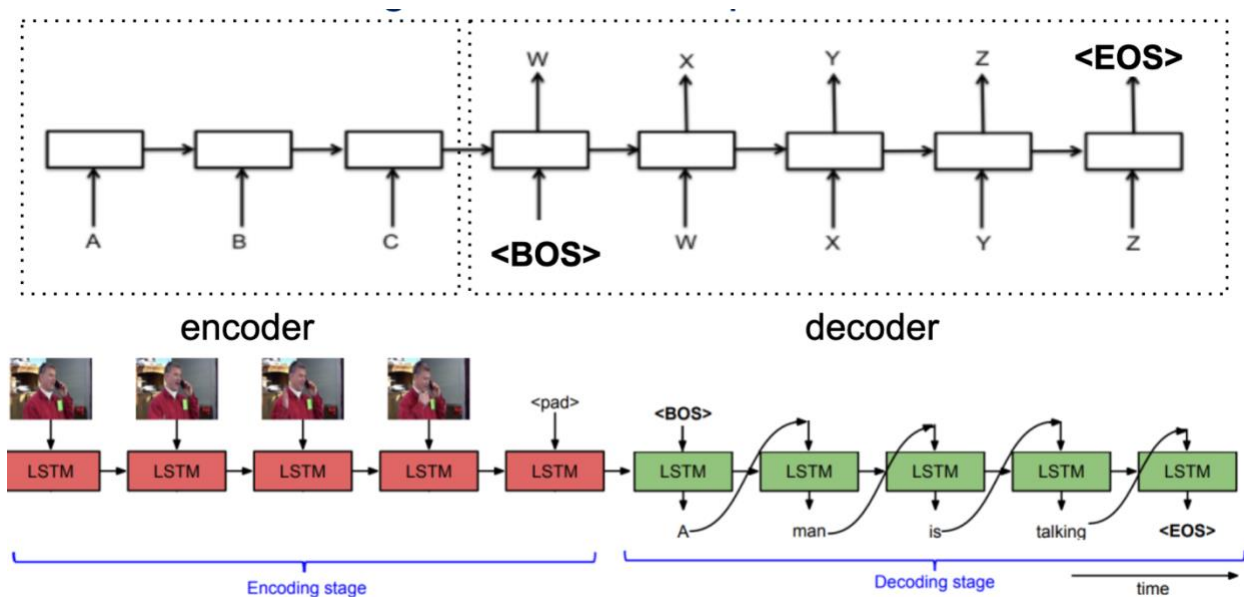 W X Y Z <EOS>
A B C <BOS> W X Y Z
encoder decoder
<pad> <BOS>
LSTM LSTM LSTM LSTM LSTM LSTM LSTM LSTM LSTM LSTM
A man is talking <EOS>
Encoding stage Decoding stage time